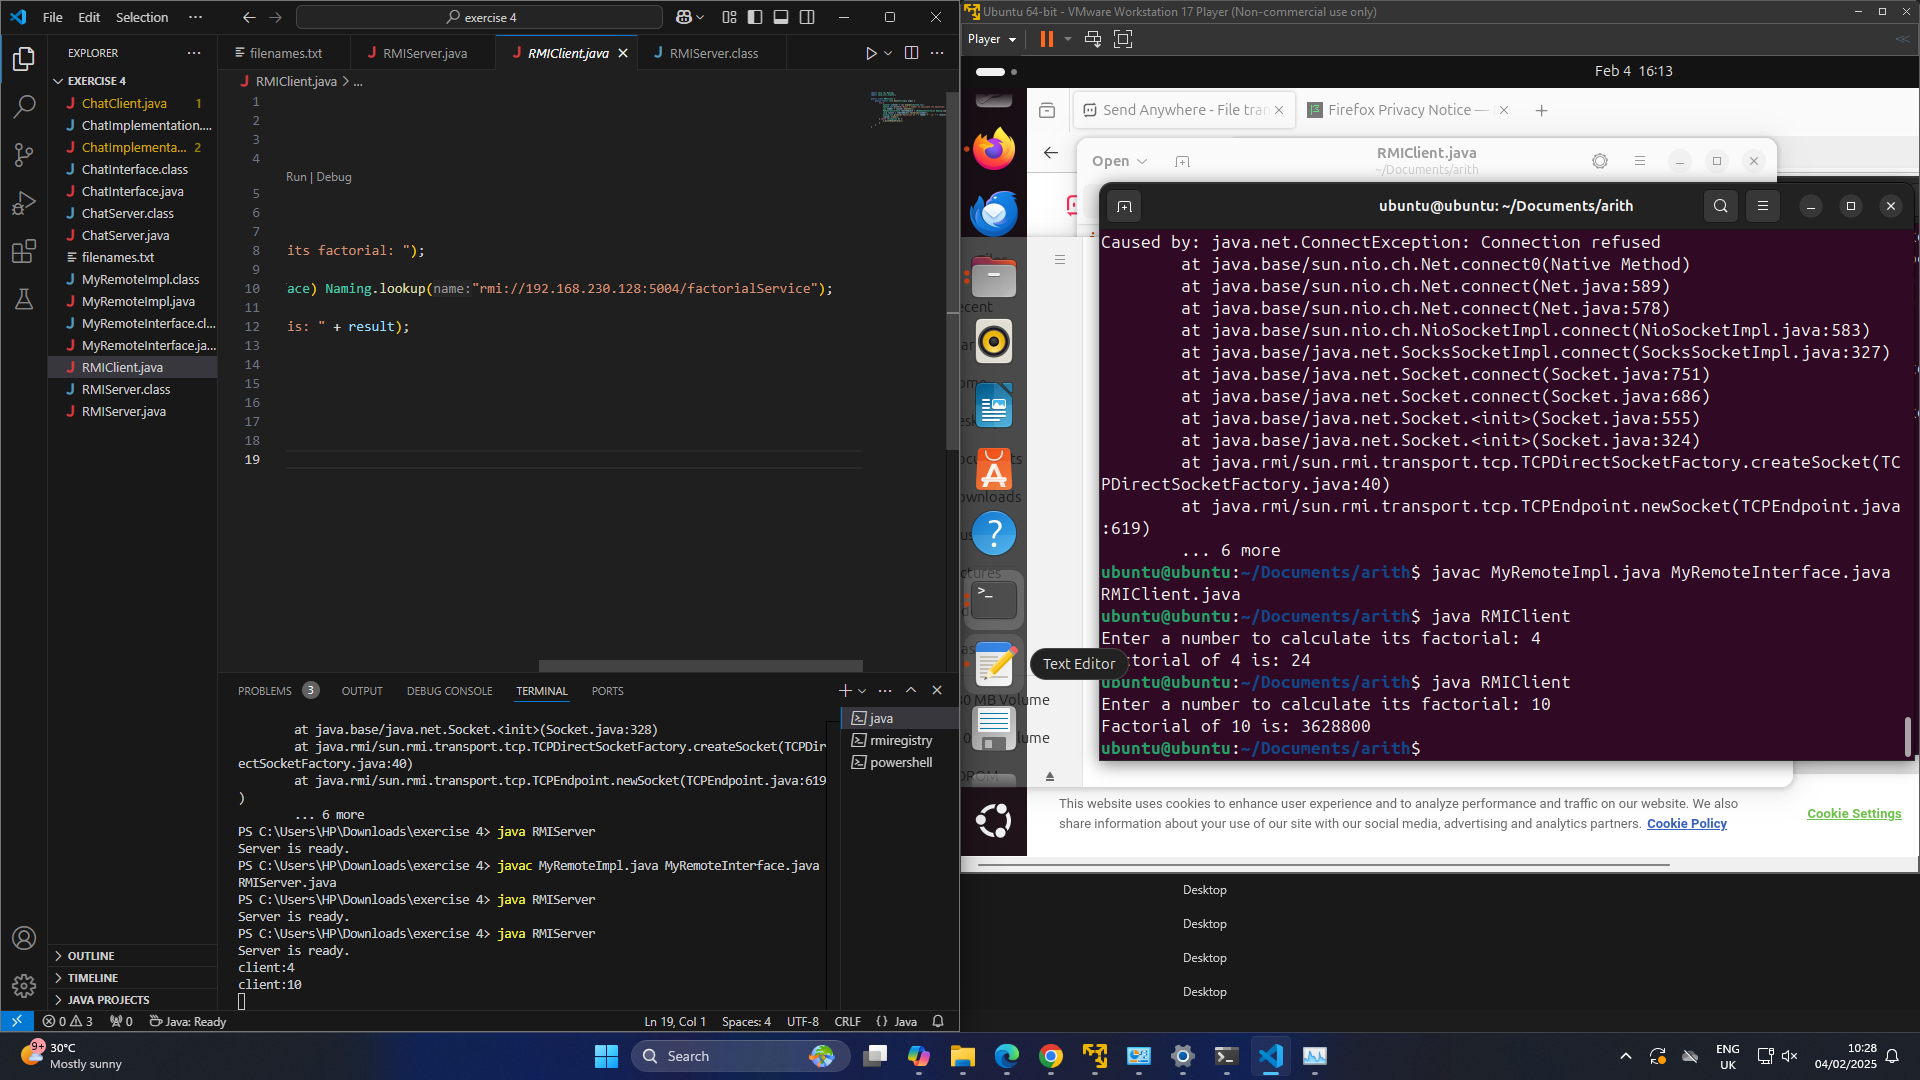 File Edit Selection ··· exercise 4
EXPLORER
EXERCISE 4
ChatClient.java 1
ChatImplementation....
ChatImplementa... 2
ChatInterface.class
ChatInterface.java
ChatServer.class
ChatServer.java
filenames.txt
MyRemoteImpl.class
MyRemoteImpl.java
MyRemoteInterface.cl...
MyRemoteInterface.ja...
RMIClient.java
RMIServer.class
RMIServer.java
OUTLINE
TIMELINE
JAVA PROJECTS
filenames.txt RMIServer.java RMIClient.java RMIServer.class
RMIClient.java > ...
1
2
3
4
Run | Debug
5
6
7
8 its factorial: ");
9
10 ace) Naming.lookup(name:"rmi://192.168.230.128:5004/factorialService");
11
12 is: " + result);
13
14
15
16
17
18
19
PROBLEMS 3 OUTPUT DEBUG CONSOLE TERMINAL PORTS
java
rmiregistry
powershell
at java.base/java.net.Socket.<init>(Socket.java:328)
at java.rmi/sun.rmi.transport.tcp.TCPDirectSocketFactory.createSocket(TCPDir
ectSocketFactory.java:40)
at java.rmi/sun.rmi.transport.tcp.TCPEndpoint.newSocket(TCPEndpoint.java:619
)
... 6 more
PS C:\Users\HP\Downloads\exercise 4> java RMIServer
Server is ready.
PS C:\Users\HP\Downloads\exercise 4> javac MyRemoteImpl.java MyRemoteInterface.java
RMIServer.java
PS C:\Users\HP\Downloads\exercise 4> java RMIServer
Server is ready.
PS C:\Users\HP\Downloads\exercise 4> java RMIServer
Server is ready.
client:4
client:10
0 3 0 Java: Ready Ln 19, Col 1 Spaces: 4 UTF-8 CRLF {} Java
Ubuntu 64-bit - VMware Workstation 17 Player (Non-commercial use only)
Player
Feb 4 16:13
Send Anywhere - File tran Firefox Privacy Notice —
Open
RMIClient.java
~/Documents/arith
ubuntu@ubuntu: ~/Documents/arith
Caused by: java.net.ConnectException: Connection refused
at java.base/sun.nio.ch.Net.connect0(Native Method)
at java.base/sun.nio.ch.Net.connect(Net.java:589)
at java.base/sun.nio.ch.Net.connect(Net.java:578)
at java.base/sun.nio.ch.NioSocketImpl.connect(NioSocketImpl.java:583)
at java.base/java.net.SocksSocketImpl.connect(SocksSocketImpl.java:327)
at java.base/java.net.Socket.connect(Socket.java:751)
at java.base/java.net.Socket.connect(Socket.java:686)
at java.base/java.net.Socket.<init>(Socket.java:555)
at java.base/java.net.Socket.<init>(Socket.java:324)
at java.rmi/sun.rmi.transport.tcp.TCPDirectSocketFactory.createSocket(TC
PDirectSocketFactory.java:40)
at java.rmi/sun.rmi.transport.tcp.TCPEndpoint.newSocket(TCPEndpoint.java
:619)
... 6 more
ubuntu@ubuntu:~/Documents/arith$ javac MyRemoteImpl.java MyRemoteInterface.java
RMIClient.java
ubuntu@ubuntu:~/Documents/arith$ java RMIClient
Enter a number to calculate its factorial: 4
torial of 4 is: 24
ubuntu@ubuntu:~/Documents/arith$ java RMIClient
Enter a number to calculate its factorial: 10
Factorial of 10 is: 3628800
ubuntu@ubuntu:~/Documents/arith$
Text Editor
ecent
ownloads
MB Volume
This website uses cookies to enhance user experience and to analyze performance and traffic on our website. We also
share information about your use of our site with our social media, advertising and analytics partners. Cookie Policy
Cookie Settings
Desktop
Desktop
Desktop
Desktop
9+ 30°C
Mostly sunny
Search
ENG
UK
10:28
04/02/2025